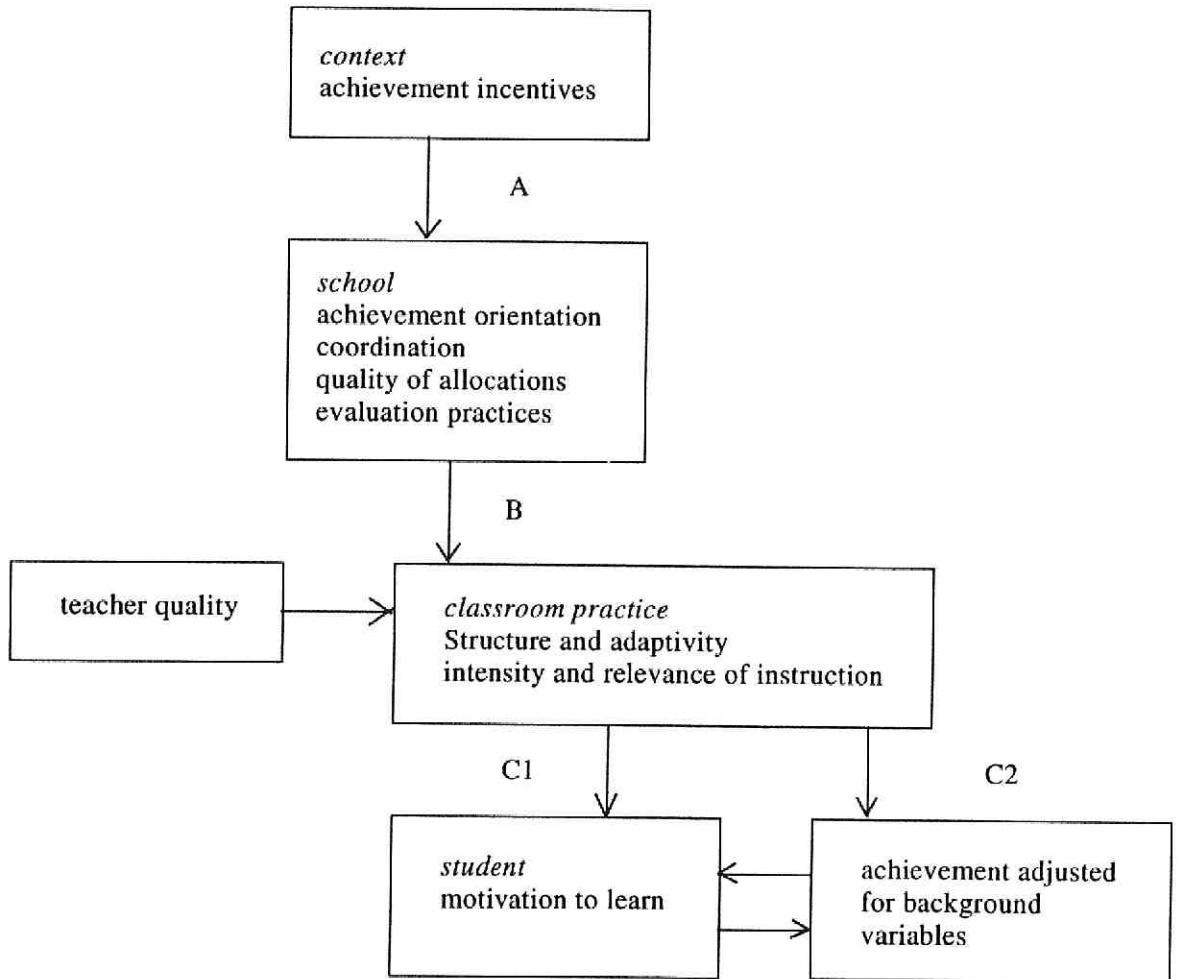 context
achievement incentives
A
school
achievement orientation
coordination
quality of allocations
evaluation practices
B
teacher quality
classroom practice
Structure and adaptivity
intensity and relevance of instruction
C1
C2
student
motivation to learn
achievement adjusted
for background
variables